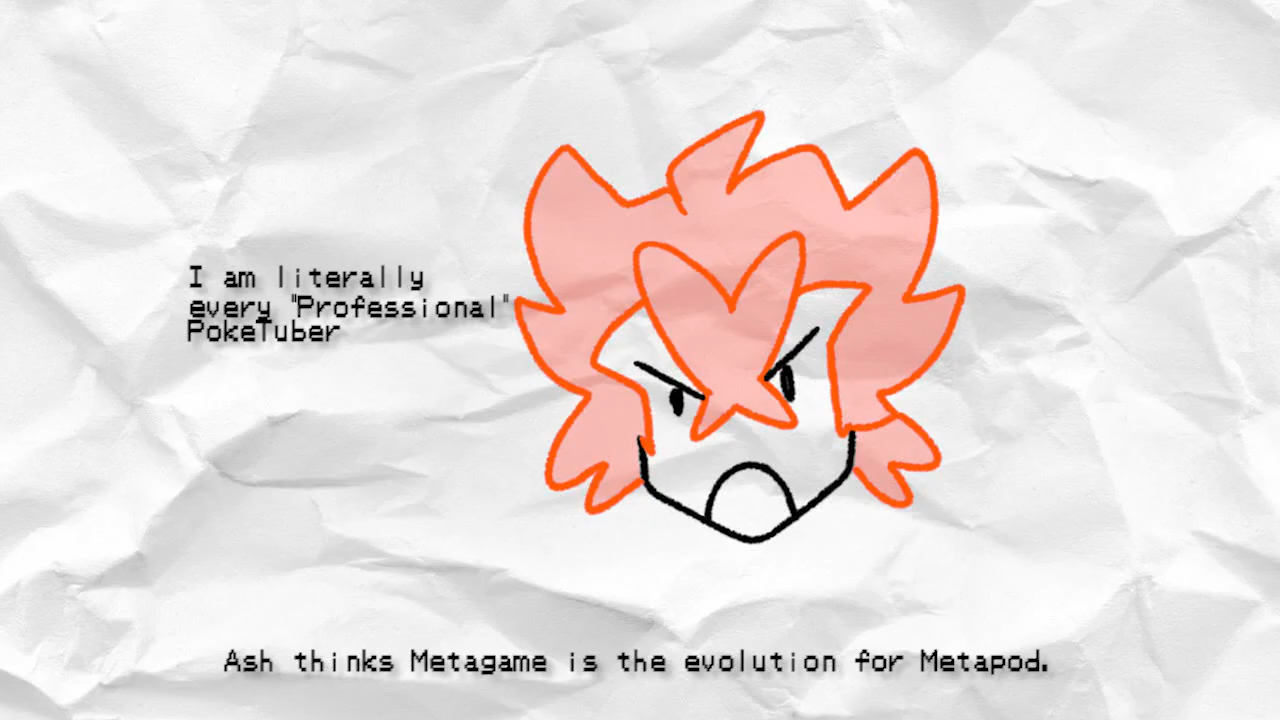 I am literally
every "Professional"
PokeTuber
Ash thinks Metagame is the evolution for Metapod.